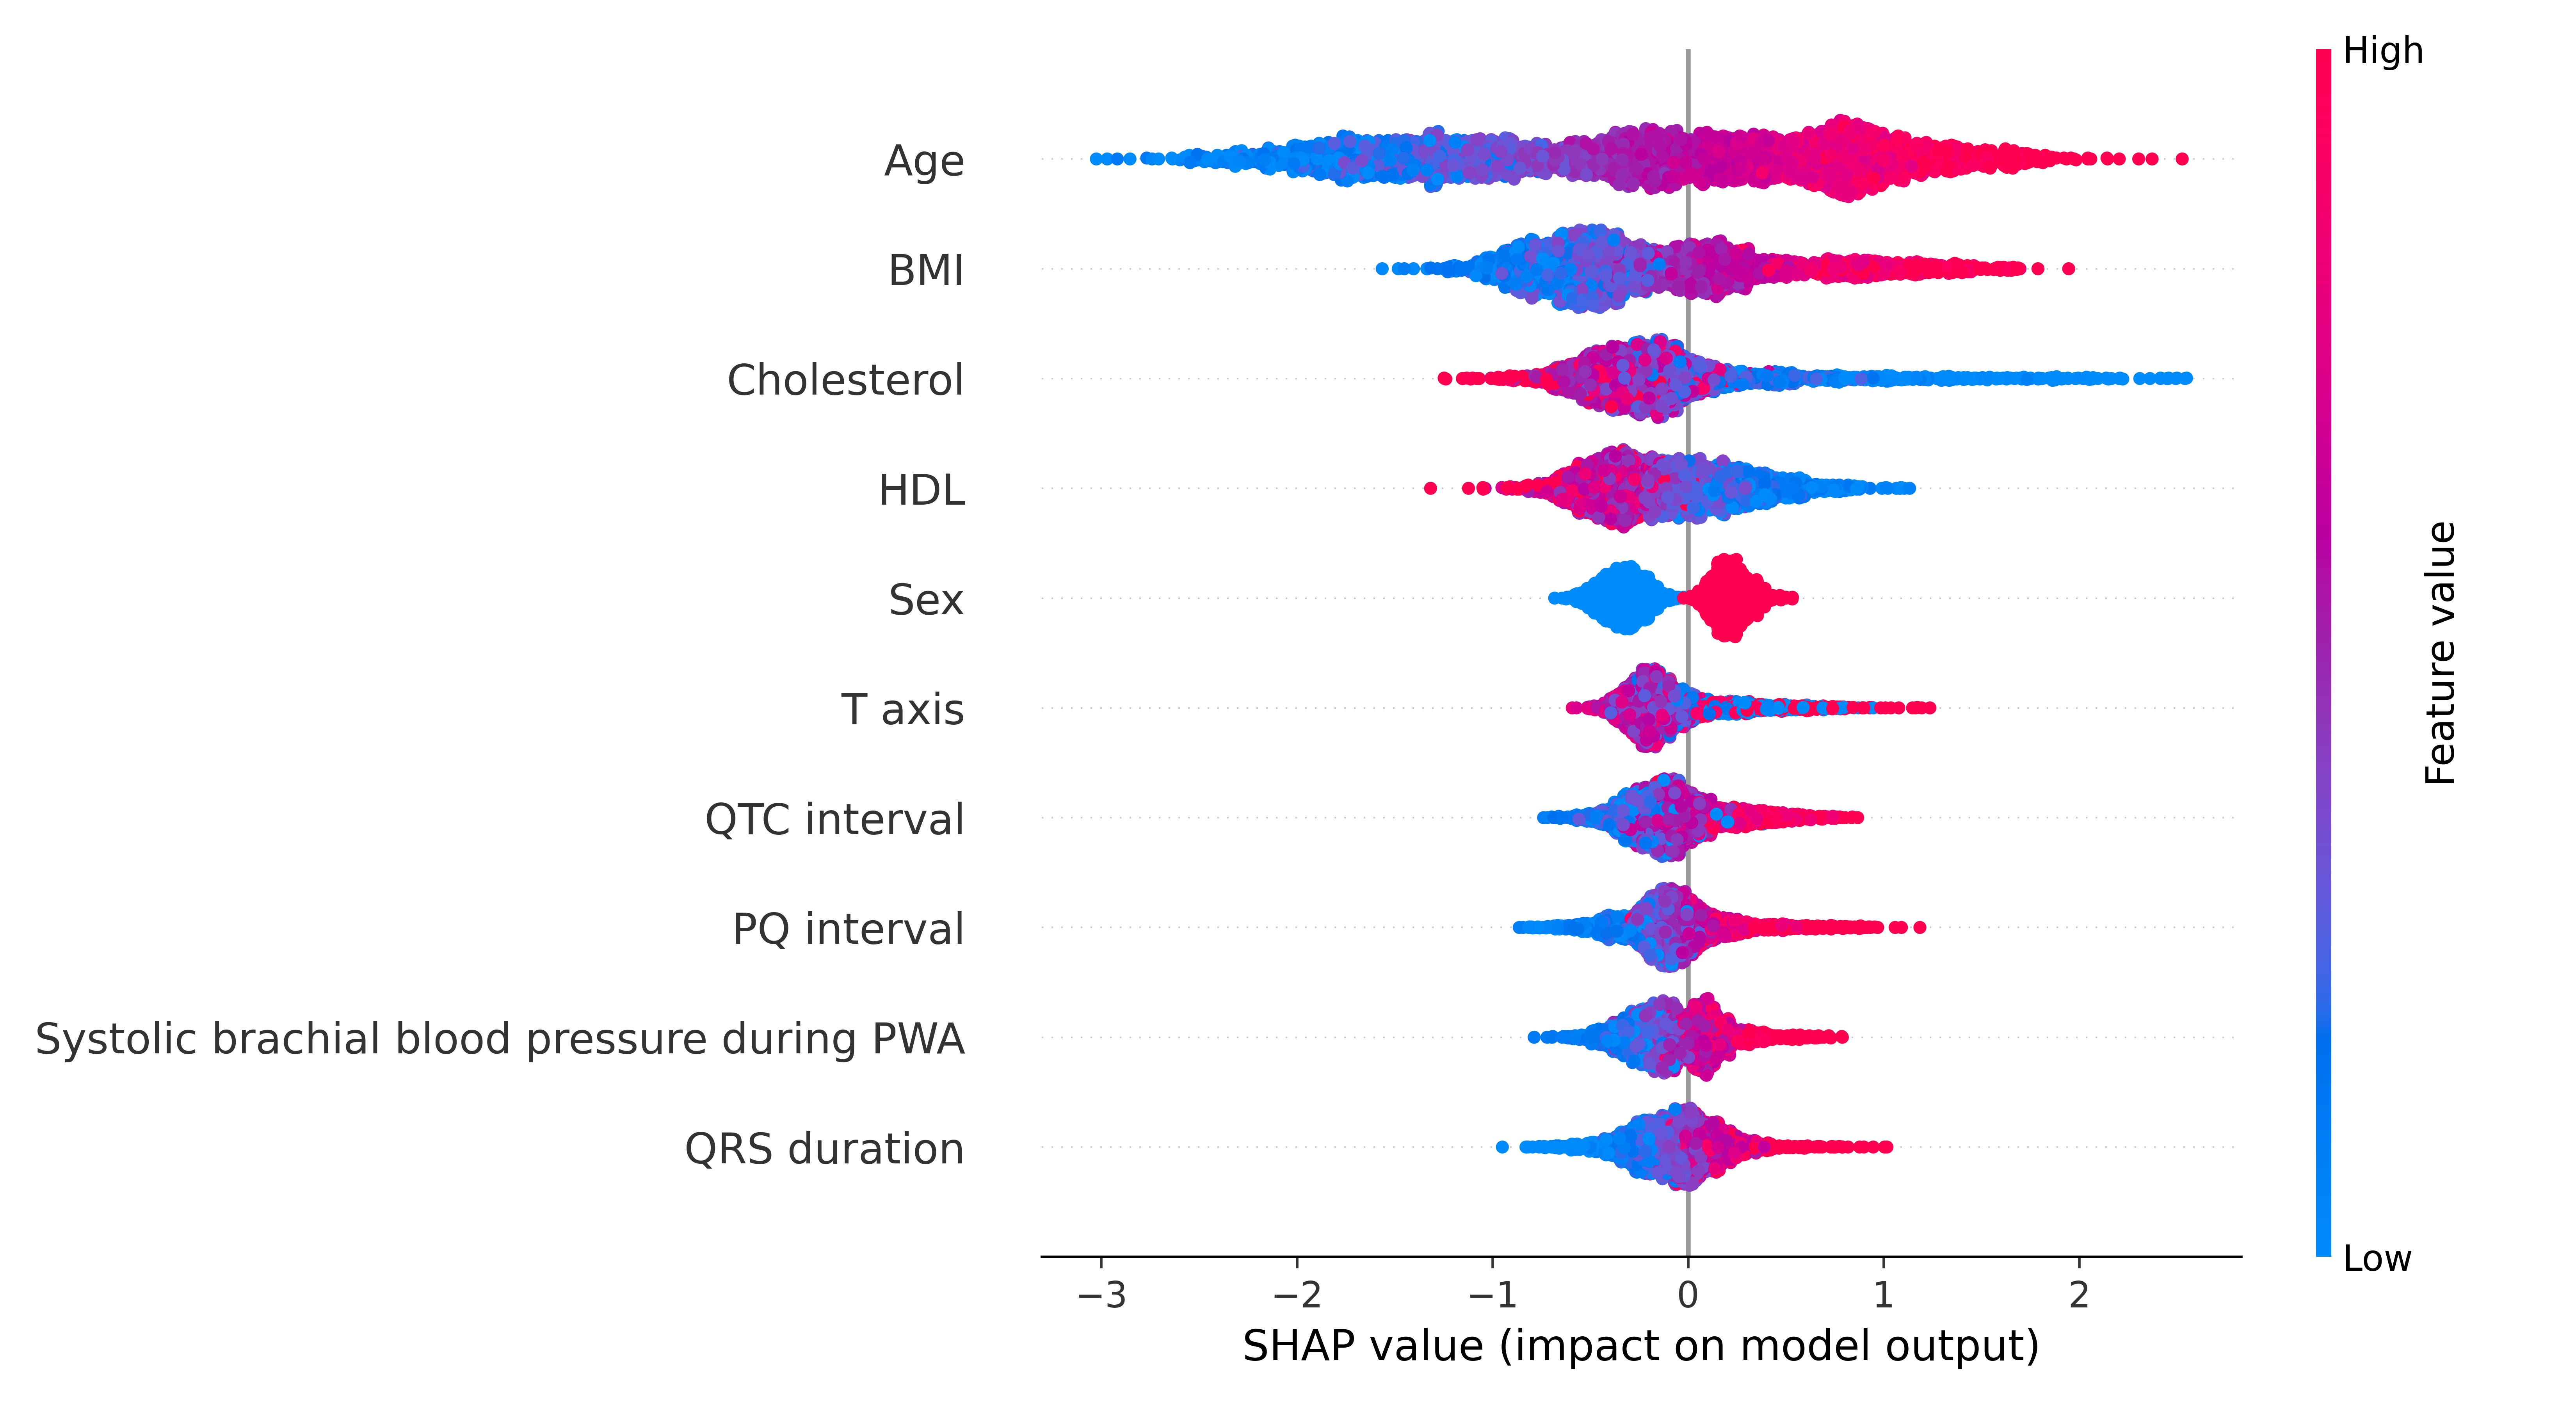 High
Age
BMI
Cholesterol
HDL
Sex
T axis
QTC interval
PQ interval
Systolic brachial blood pressure during PWA
QRS duration
Feature value
Low
−3 −2 −1 0 1 2
SHAP value (impact on model output)